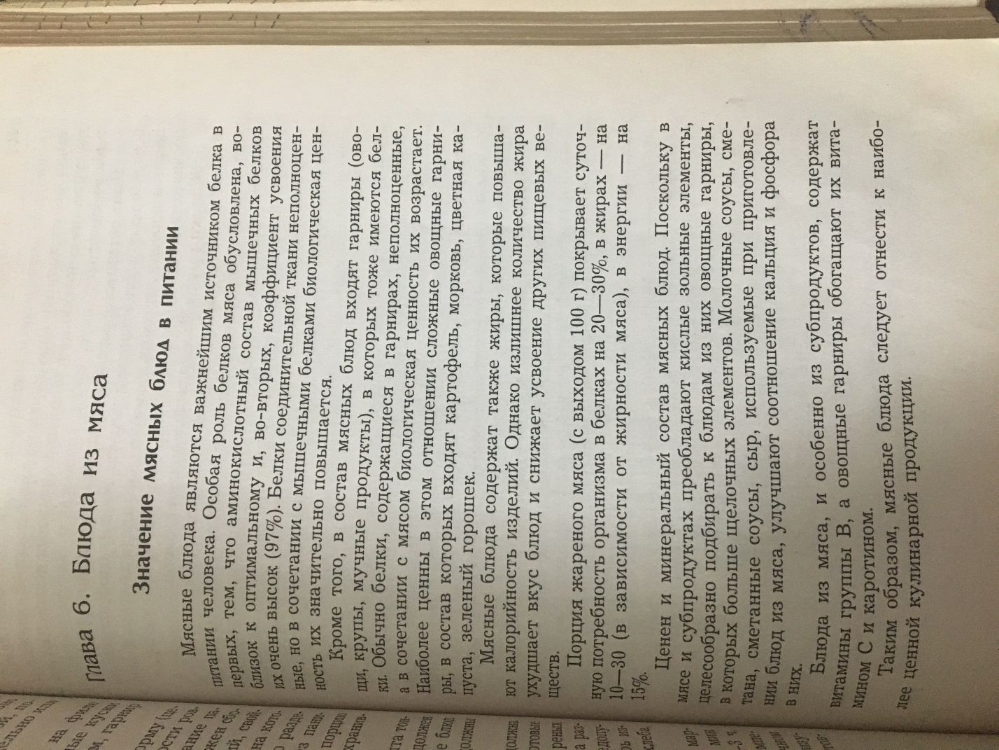 Глава 6. Блюда из мяса
Значение мясных блюд в питании
Мясные блюда являются важнейшим источником белка в
питании человека. Особая роль белков мяса обусловлена, во-
первых, тем, что аминокислотный состав мышечных белков
близок к оптимальному и, во-вторых, коэффициент усвоения
их очень высок (97%). Белки соединительной ткани неполноцен-
ные, но в сочетании с мышечными белками биологическая цен-
ность их значительно повышается.
Кроме того, в состав мясных блюд входят гарниры (ово-
щи, крупы, мучные продукты), в которых тоже имеются бел-
ки. Обычно белки, содержащиеся в гарнирах, неполноценные,
а в сочетании с мясом биологическая ценность их возрастает.
Наиболее ценны в этом отношении сложные овощные гарни-
ры, в состав которых входят картофель, морковь, цветная ка-
пуста, зеленый горошек.
Мясные блюда содержат также жиры, которые повыша-
ют калорийность изделий. Однако излишнее количество жира
ухудшает вкус блюд и снижает усвоение других пищевых ве-
ществ.
Порция жареного мяса (с выходом 100 г) покрывает суточ-
ную потребность организма в белках на 20—30%, в жирах — на
10—30 (в зависимости от жирности мяса), в энергии — на
15%.
Ценен и минеральный состав мясных блюд. Поскольку в
мясе и субпродуктах преобладают кислые зольные элементы,
целесообразно подбирать к блюдам из них овощные гарниры,
в которых больше щелочных элементов. Молочные соусы, сме-
тана, сметанные соусы, сыр, используемые при приготовле-
нии блюд из мяса, улучшают соотношение кальция и фосфора
в них.
Блюда из мяса, и особенно из субпродуктов, содержат
витамины группы В, а овощные гарниры обогащают их вита-
мином С и каротином.
Таким образом, мясные блюда следует отнести к наибо-
лее ценной кулинарной продукции.